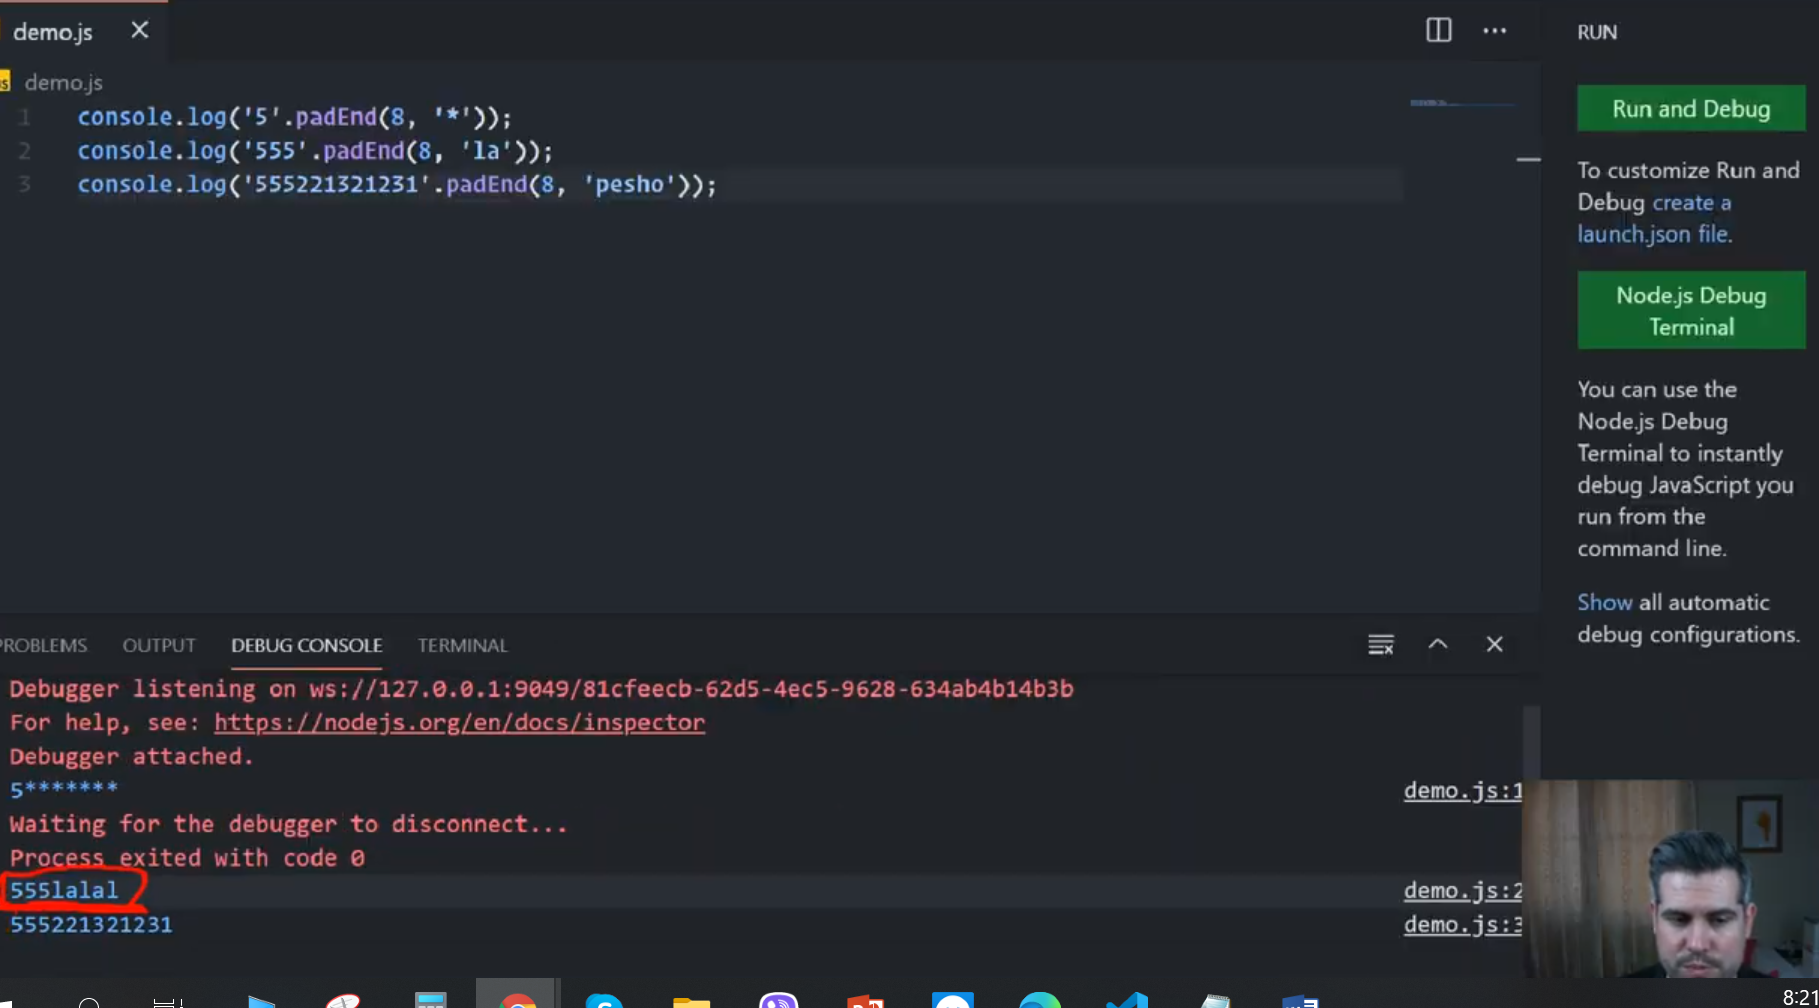 demo.js
demo.js
1 console.log('5'.padEnd(8, '*'));
2 console.log('555'.padEnd(8, 'la'));
3 console.log('555221321231'.padEnd(8, 'pesho'));
RUN
Run and Debug
To customize Run and
Debug create a
launch.json file.
Node.js Debug
Terminal
You can use the
Node.js Debug
Terminal to instantly
debug JavaScript you
run from the
command line.
Show all automatic
debug configurations.
PROBLEMS OUTPUT DEBUG CONSOLE TERMINAL
Debugger listening on ws://127.0.0.1:9049/81cfeecb-62d5-4ec5-9628-634ab4b14b3b
For help, see: https://nodejs.org/en/docs/inspector
Debugger attached.
5******* demo.js:1
Waiting for the debugger to disconnect...
Process exited with code 0
555lalal demo.js:2
555221321231 demo.js:3
8:21